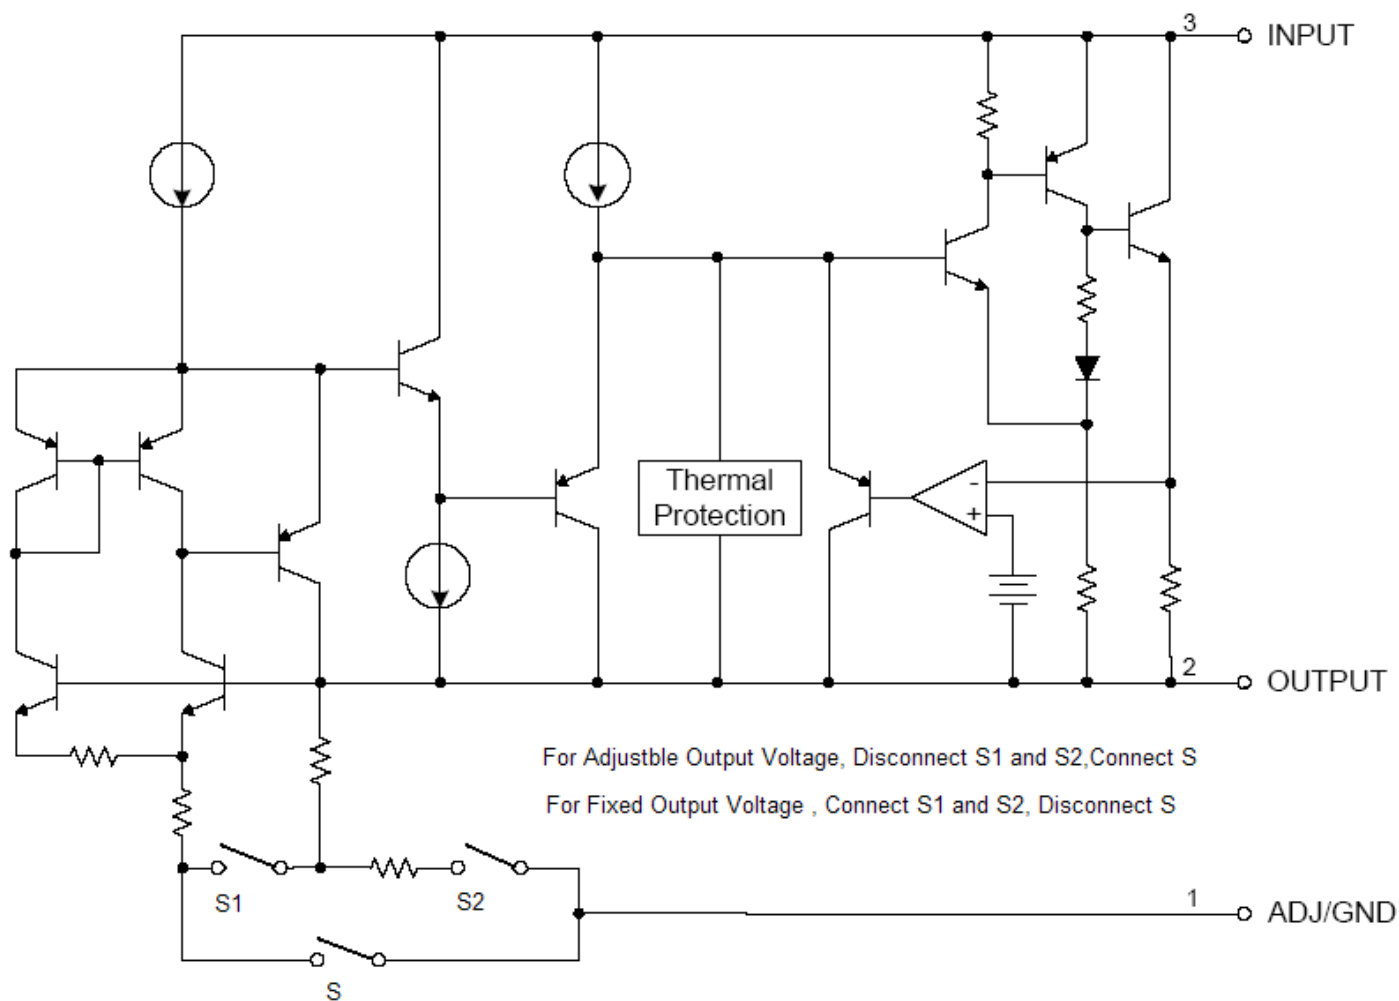 3 INPUT
Thermal
Protection
-
+
2 OUTPUT
For Adjustble Output Voltage, Disconnect S1 and S2,Connect S
For Fixed Output Voltage , Connect S1 and S2, Disconnect S
S1
S2
1 ADJ/GND
S